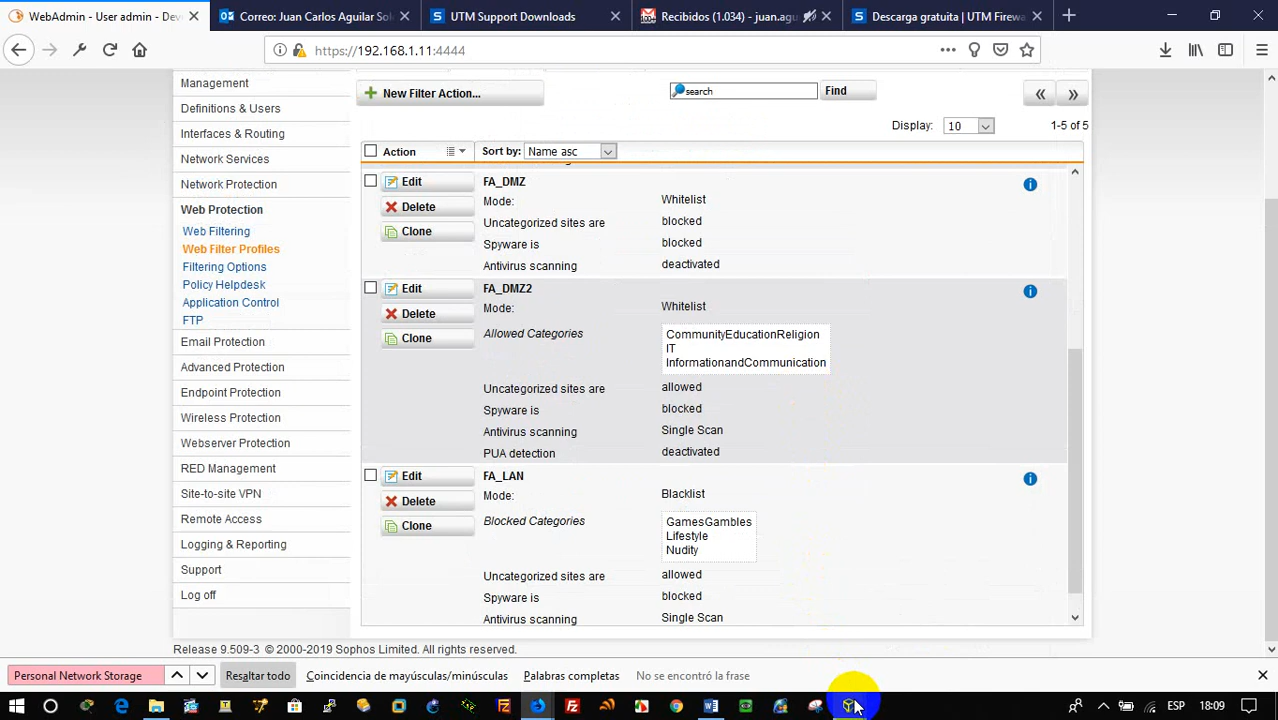 WebAdmin - User admin - Dev
Correo: Juan Carlos Aguilar Sol
UTM Support Downloads
Recibidos (1.034) - juan.agu
Descarga gratuita | UTM Firewa
https://192.168.1.11:4444
Management
Definitions & Users
Interfaces & Routing
Network Services
Network Protection
Web Protection
Web Filtering
Web Filter Profiles
Filtering Options
Policy Helpdesk
Application Control
FTP
Email Protection
Advanced Protection
Endpoint Protection
Wireless Protection
Webserver Protection
RED Management
Site-to-site VPN
Remote Access
Logging & Reporting
Support
Log off
New Filter Action...
search
Find
Display: 10 1-5 of 5
Action
Sort by: Name asc
Edit
Delete
Clone
FA_DMZ
Mode: Whitelist
Uncategorized sites are blocked
Spyware is blocked
Antivirus scanning deactivated
Edit
Delete
Clone
FA_DMZ2
Mode: Whitelist
Allowed Categories
CommunityEducationReligion
IT
InformationandCommunication
Uncategorized sites are allowed
Spyware is blocked
Antivirus scanning Single Scan
PUA detection deactivated
Edit
Delete
Clone
FA_LAN
Mode: Blacklist
Blocked Categories
GamesGambles
Lifestyle
Nudity
Uncategorized sites are allowed
Spyware is blocked
Antivirus scanning Single Scan
Release 9.509-3 © 2000-2019 Sophos Limited. All rights reserved.
Personal Network Storage
Resaltar todo
Coincidencia de mayúsculas/minúsculas
Palabras completas
No se encontró la frase
ESP 18:09